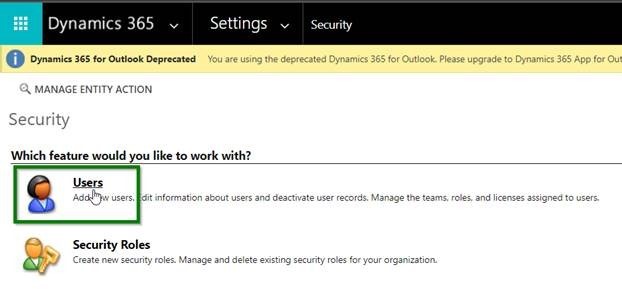 Dynamics 365 Settings Security
Dynamics 365 for Outlook Deprecated You are using the deprecated Dynamics 365 for Outlook. Please upgrade to Dynamics 365 App for Out
MANAGE ENTITY ACTION
Security
Which feature would you like to work with?
Users
Add new users. Edit information about users and deactivate user records. Manage the teams, roles, and licenses assigned to users.
Security Roles
Create new security roles. Manage and delete existing security roles for your organization.